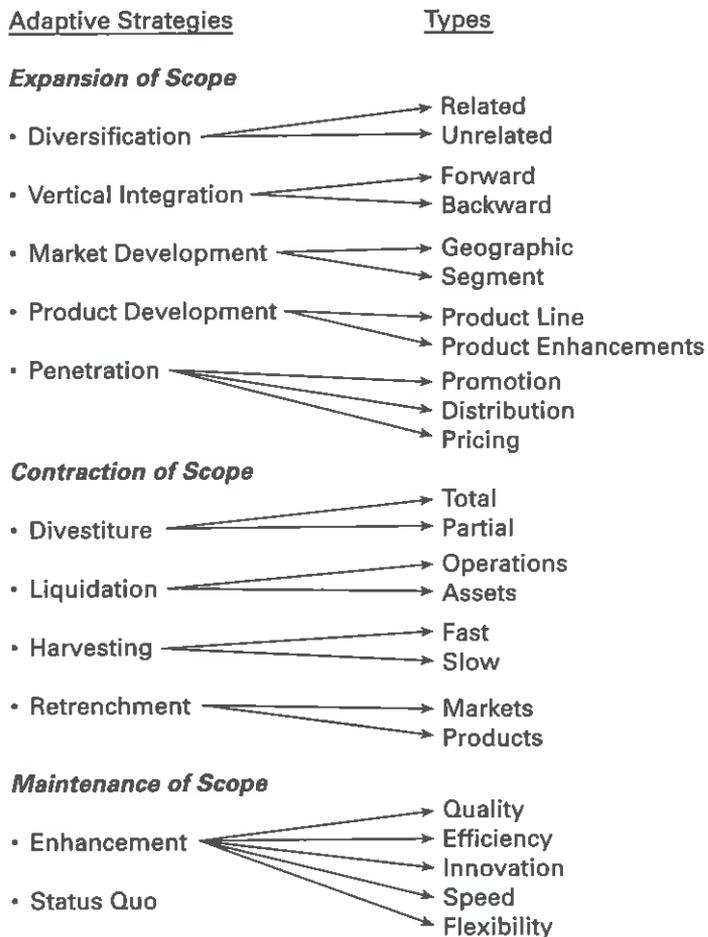 Adaptive Strategies Types
Expansion of Scope
• Diversification
Related
Unrelated
• Vertical Integration
Forward
Backward
• Market Development
Geographic
Segment
• Product Development
Product Line
Product Enhancements
• Penetration
Promotion
Distribution
Pricing
Contraction of Scope
• Divestiture
Total
Partial
• Liquidation
Operations
Assets
• Harvesting
Fast
Slow
• Retrenchment
Markets
Products
Maintenance of Scope
• Enhancement
Quality
Efficiency
Innovation
Speed
Flexibility
• Status Quo